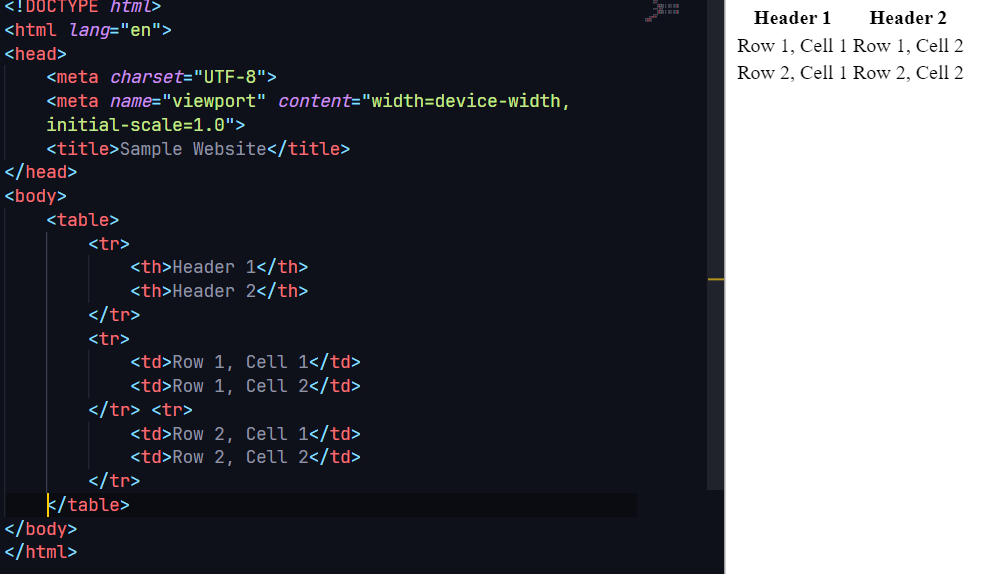 <!DOCTYPE html>
<html lang="en">
<head>
    <meta charset="UTF-8">
    <meta name="viewport" content="width=device-width,
    initial-scale=1.0">
    <title>Sample Website</title>
</head>
<body>
    <table>
        <tr>
            <th>Header 1</th>
            <th>Header 2</th>
        </tr>
        <tr>
            <td>Row 1, Cell 1</td>
            <td>Row 1, Cell 2</td>
        </tr> <tr>
            <td>Row 2, Cell 1</td>
            <td>Row 2, Cell 2</td>
        </tr>
    </table>
</body>
</html>
Header 1 Header 2
Row 1, Cell 1 Row 1, Cell 2
Row 2, Cell 1 Row 2, Cell 2